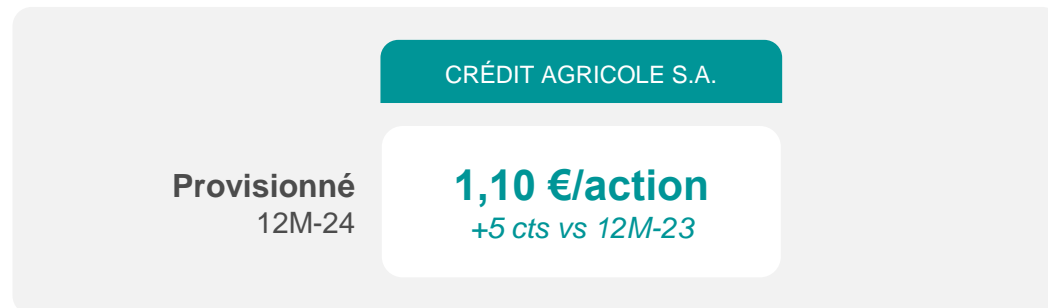 CRÉDIT AGRICOLE S.A.
Provisionné
12M-24
1,10 €/action
+5 cts vs 12M-23